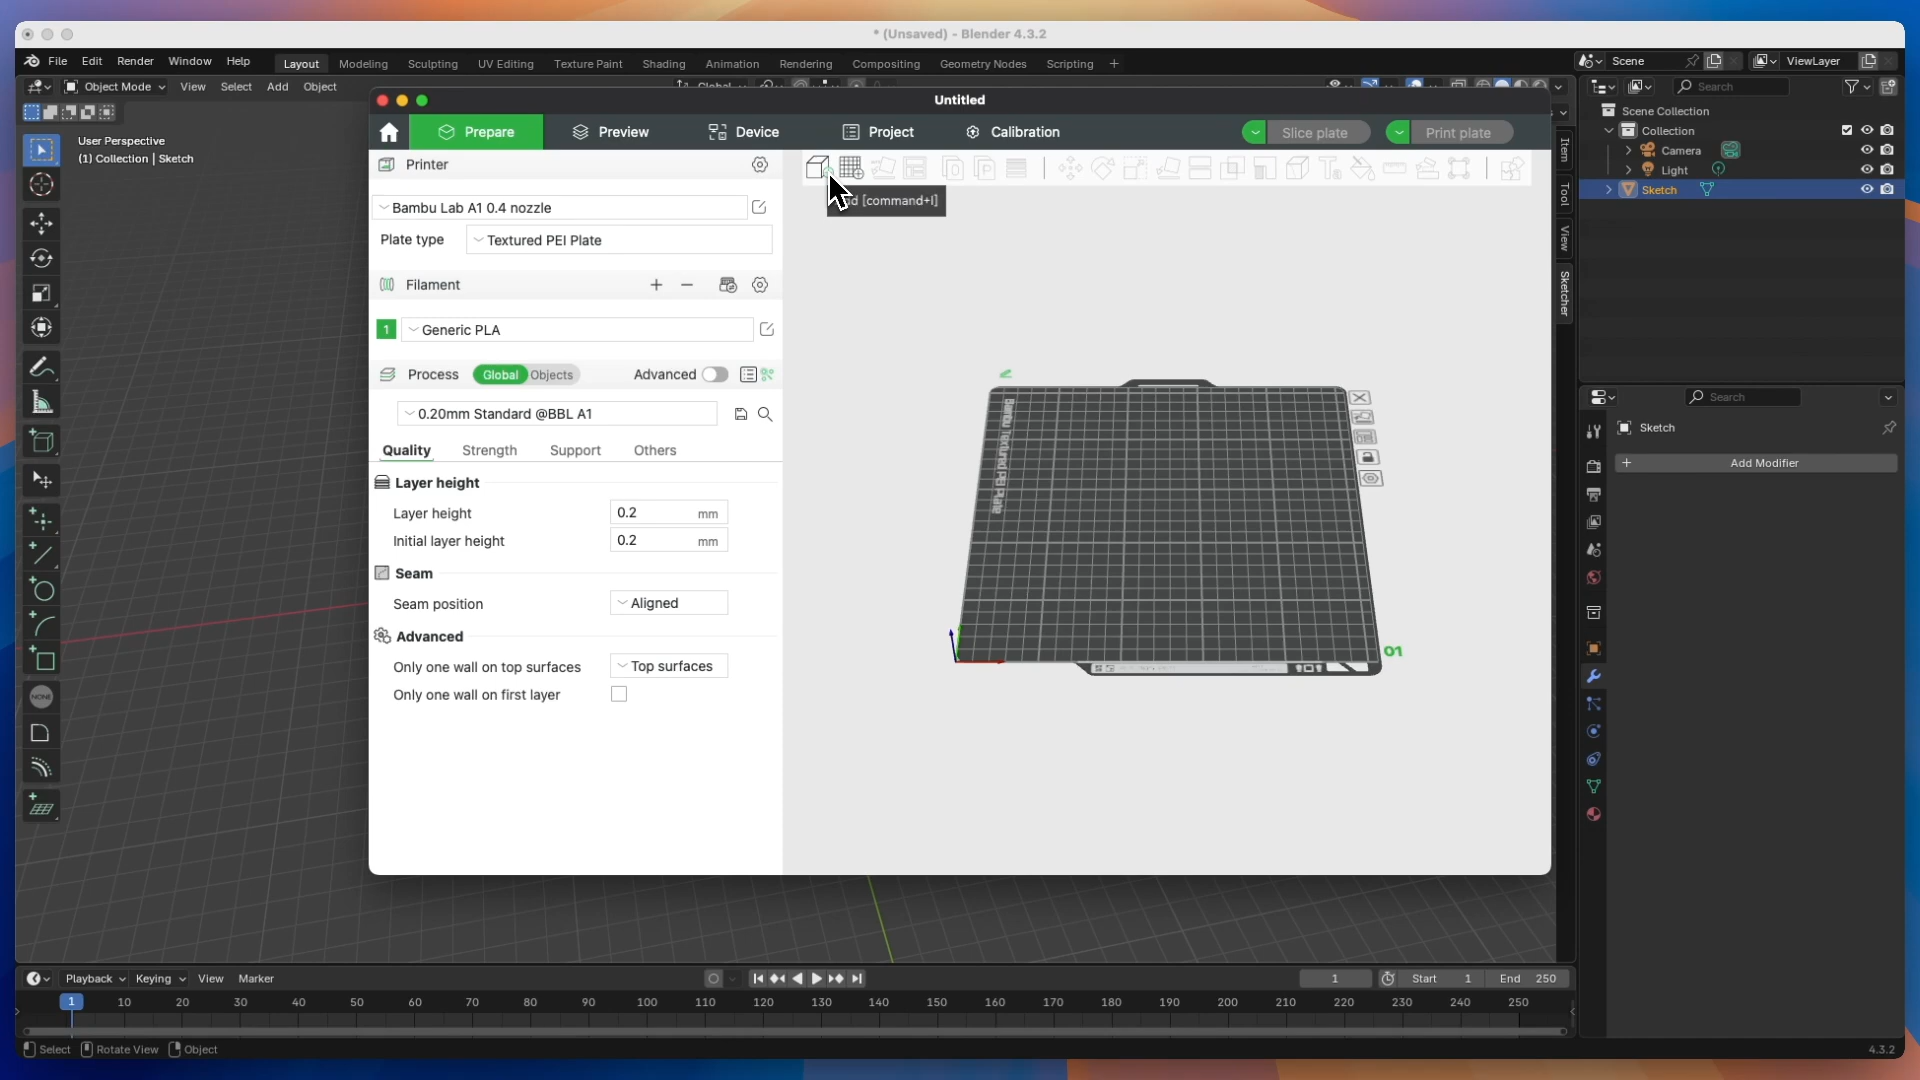 * (Unsaved) - Blender 4.3.2
File Edit Render Window Help
Layout Modeling Sculpting UV Editing Texture Paint Shading Animation Rendering Compositing Geometry Nodes Scripting +
Scene
ViewLayer
Object Mode View Select Add Object
Global
Search
User Perspective
(1) Collection | Sketch
Untitled
Prepare Preview Device Project Calibration
Slice plate
Print plate
Printer
[command+I]
Bambu Lab A1 0.4 nozzle
Plate type
Textured PEI Plate
Filament
1
Generic PLA
Process
Global
Objects
Advanced
0.20mm Standard @BBL A1
Quality Strength Support Others
Layer height
Layer height
0.2 mm
Initial layer height
0.2 mm
Seam
Seam position
Aligned
Advanced
Only one wall on top surfaces
Top surfaces
Only one wall on first layer
Bambu Textured PEI Plate
01
Item
Tool
View
Sketcher
Scene Collection
Collection
Camera
Light
Sketch
Search
Sketch
Add Modifier
NONE
Playback Keying View Marker
1
Start 1
End 250
1 10 20 30 40 50 60 70 80 90 100 110 120 130 140 150 160 170 180 190 200 210 220 230 240 250
Select Rotate View Object
4.3.2